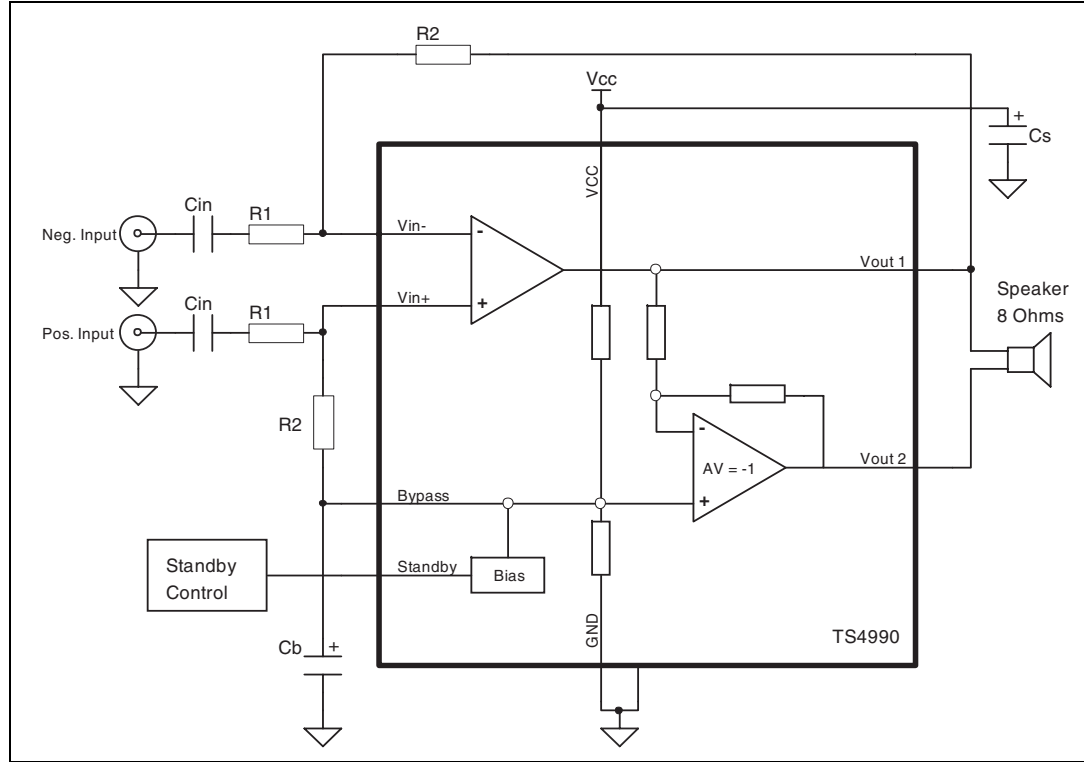 R2
Vcc
+
Cs
VCC
Cin
R1
Neg. Input
Vin-
-
Vout 1
Cin
R1
Vin+
+
Pos. Input
Speaker
8 Ohms
R2
-
AV = -1
Vout 2
+
Bypass
Standby
Control
Standby
Bias
GND
TS4990
Cb
+